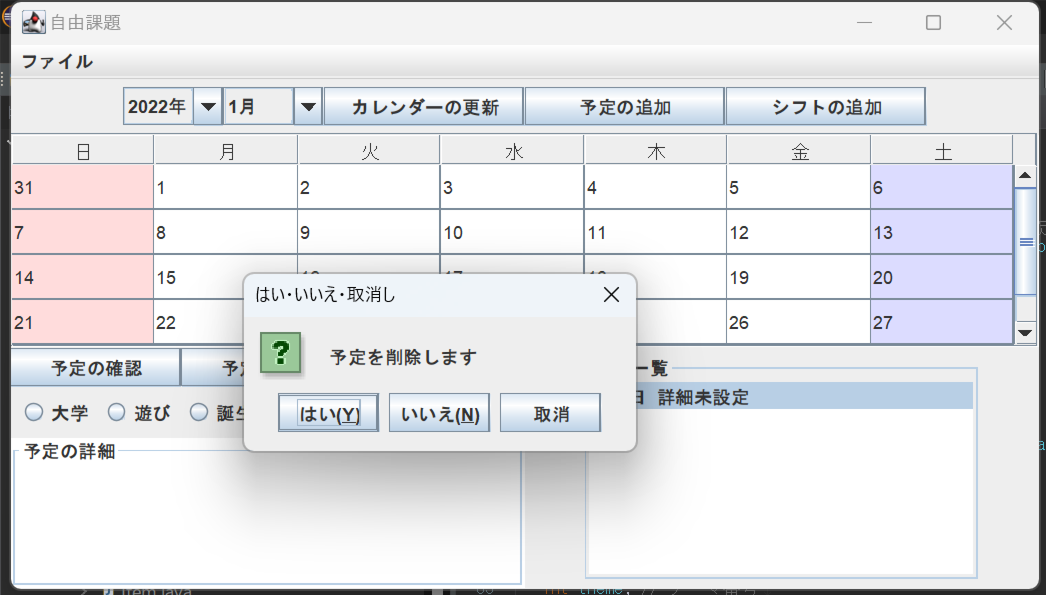 自由課題
ファイル
2022年 1月 カレンダーの更新 予定の追加 シフトの追加
日 月 火 水 木 金 土
31 1 2 3 4 5 6
7 8 9 10 11 12 13
14 15 19 20
21 22 26 27
はい・いいえ・取消し
予定を削除します
はい(Y) いいえ(N) 取消
予定の確認 予定
一覧
日 詳細未設定
大学 遊び 誕生
予定の詳細
Item.java